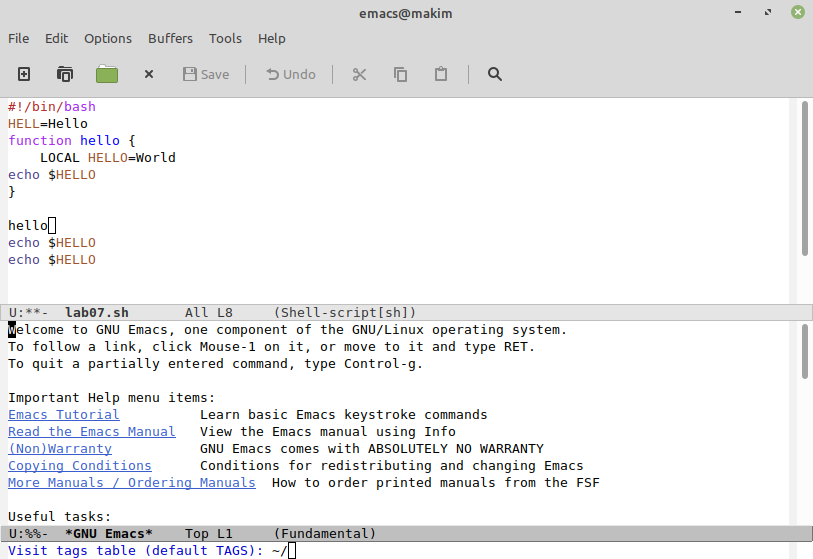 emacs@makim
File Edit Options Buffers Tools Help
Save Undo
#!/bin/bash
HELL=Hello
function hello {
    LOCAL HELLO=World
echo $HELLO
}
hello
echo $HELLO
echo $HELLO
U:**-  lab07.sh       All L8     (Shell-script[sh])
Welcome to GNU Emacs, one component of the GNU/Linux operating system.
To follow a link, click Mouse-1 on it, or move to it and type RET.
To quit a partially entered command, type Control-g.
Important Help menu items:
Emacs Tutorial          Learn basic Emacs keystroke commands
Read the Emacs Manual   View the Emacs manual using Info
(Non)Warranty           GNU Emacs comes with ABSOLUTELY NO WARRANTY
Copying Conditions      Conditions for redistributing and changing Emacs
More Manuals / Ordering Manuals  How to order printed manuals from the FSF
Useful tasks:
U:%%-  *GNU Emacs*    Top L1     (Fundamental)
Visit tags table (default TAGS): ~/